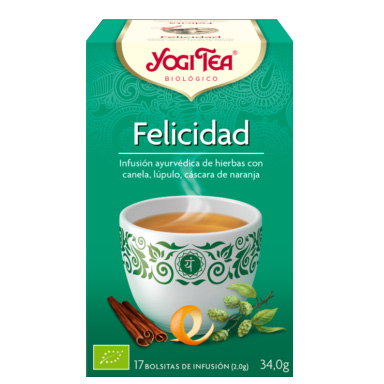 YOGI TEA®
BIOLÓGICO
Felicidad
Infusión ayurvédica de hierbas con
canela, lúpulo, cáscara de naranja
17 BOLSITAS DE INFUSIÓN (2,0g) 34,0g